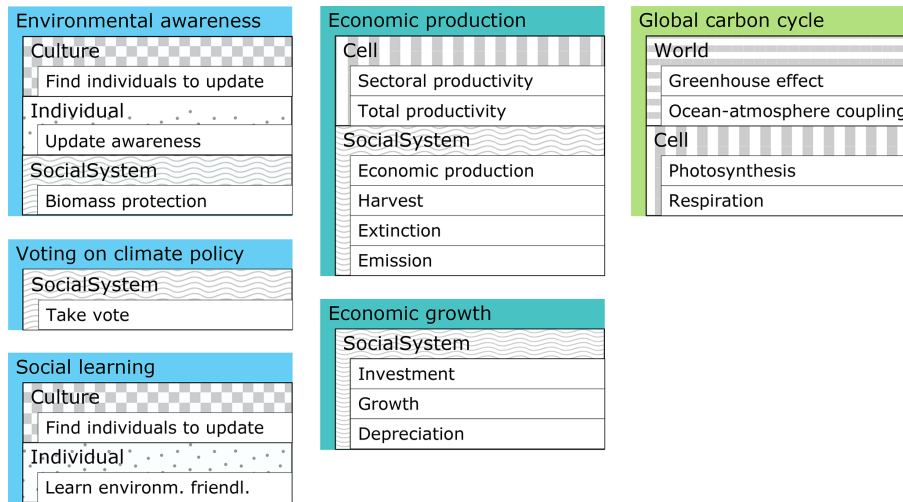 Environmental awareness
Culture
Find individuals to update
Individual
Update awareness
SocialSystem
Biomass protection
Voting on climate policy
SocialSystem
Take vote
Social learning
Culture
Find individuals to update
Individual
Learn environm. friendl.
Economic production
Cell
Sectoral productivity
Total productivity
SocialSystem
Economic production
Harvest
Extinction
Emission
Economic growth
SocialSystem
Investment
Growth
Depreciation
Global carbon cycle
World
Greenhouse effect
Ocean-atmosphere coupling
Cell
Photosynthesis
Respiration